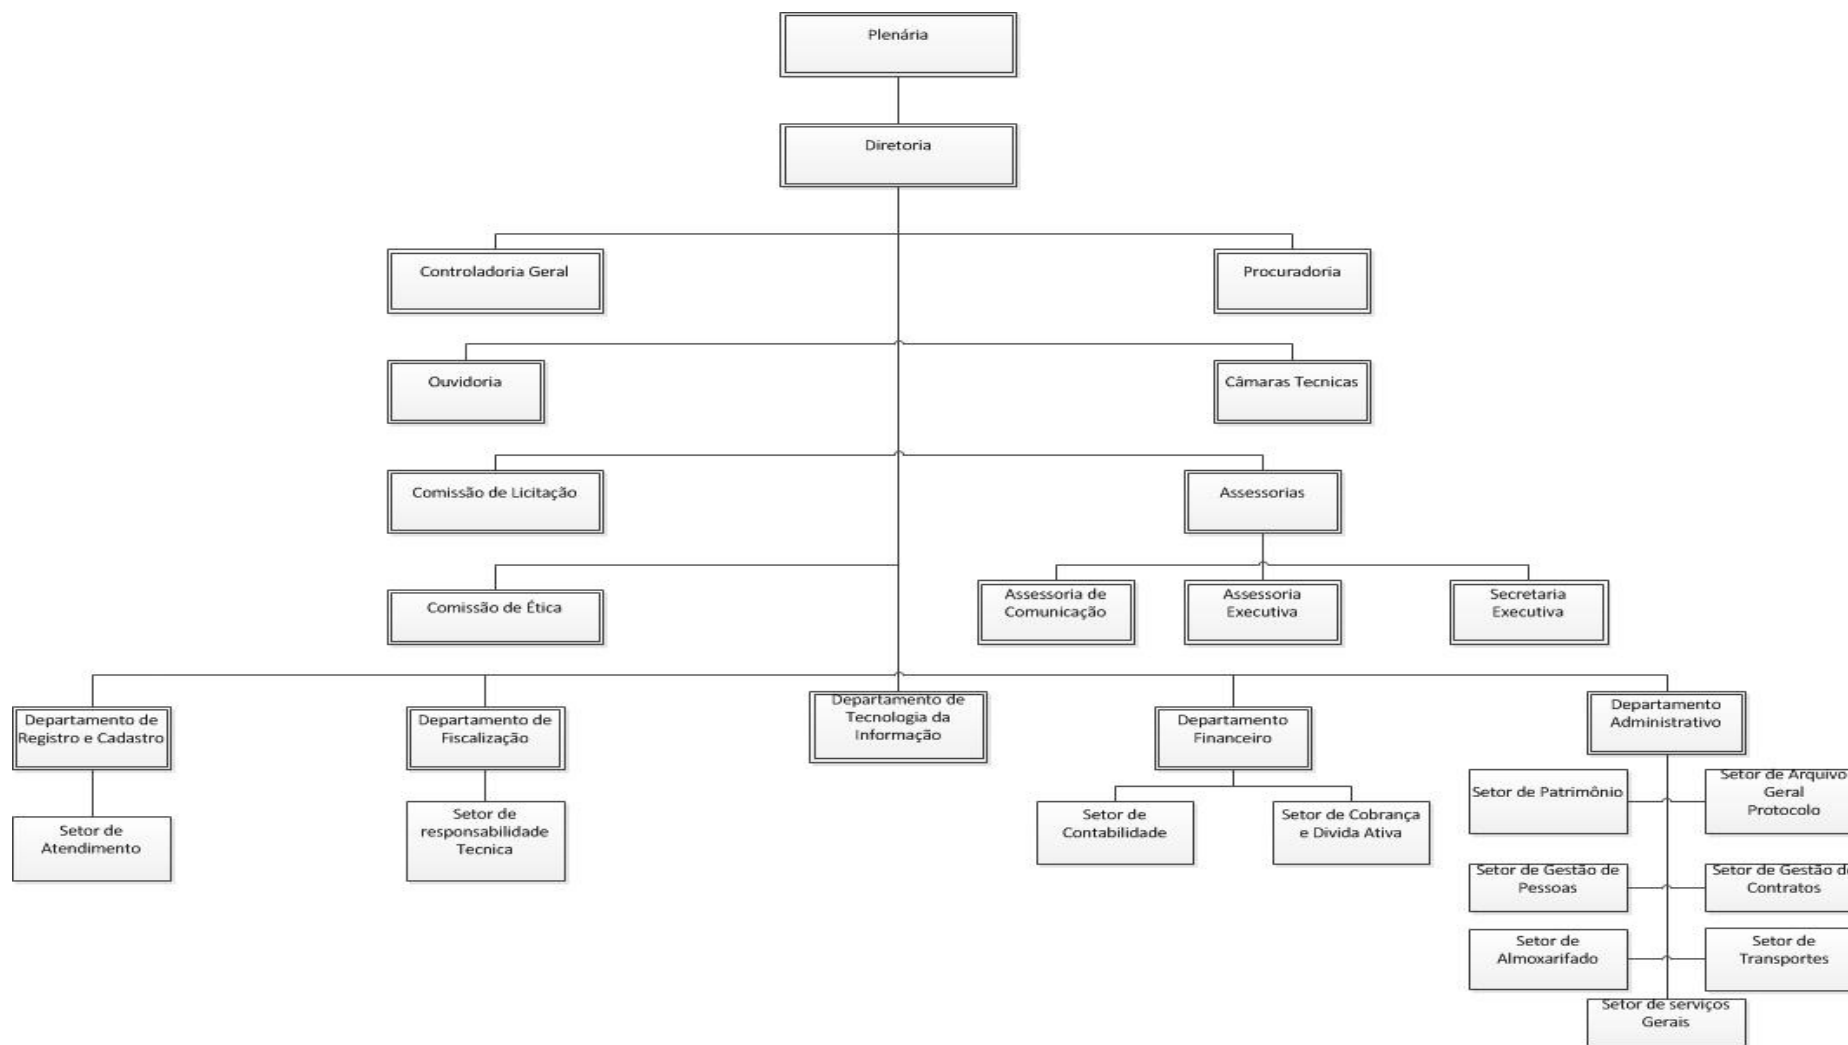 Plenária
Diretoria
Controladoria Geral
Procuradoria
Ouvidoria
Câmaras Tecnicas
Comissão de Licitação
Assessorias
Comissão de Ética
Assessoria de
Comunicação
Assessoria
Executiva
Secretaria
Executiva
Departamento de
Registro e Cadastro
Departamento de
Fiscalização
Departamento de
Tecnologia da
Informação
Departamento
Financeiro
Departamento
Administrativo
Setor de
Atendimento
Setor de
responsabilidade
Tecnica
Setor de
Contabilidade
Setor de Cobrança
e Divida Ativa
Setor de Patrimônio
Setor de Arquivo
Geral
Protocolo
Setor de Gestão de
Pessoas
Setor de Gestão de
Contratos
Setor de
Almoxarifado
Setor de
Transportes
Setor de serviços
Gerais